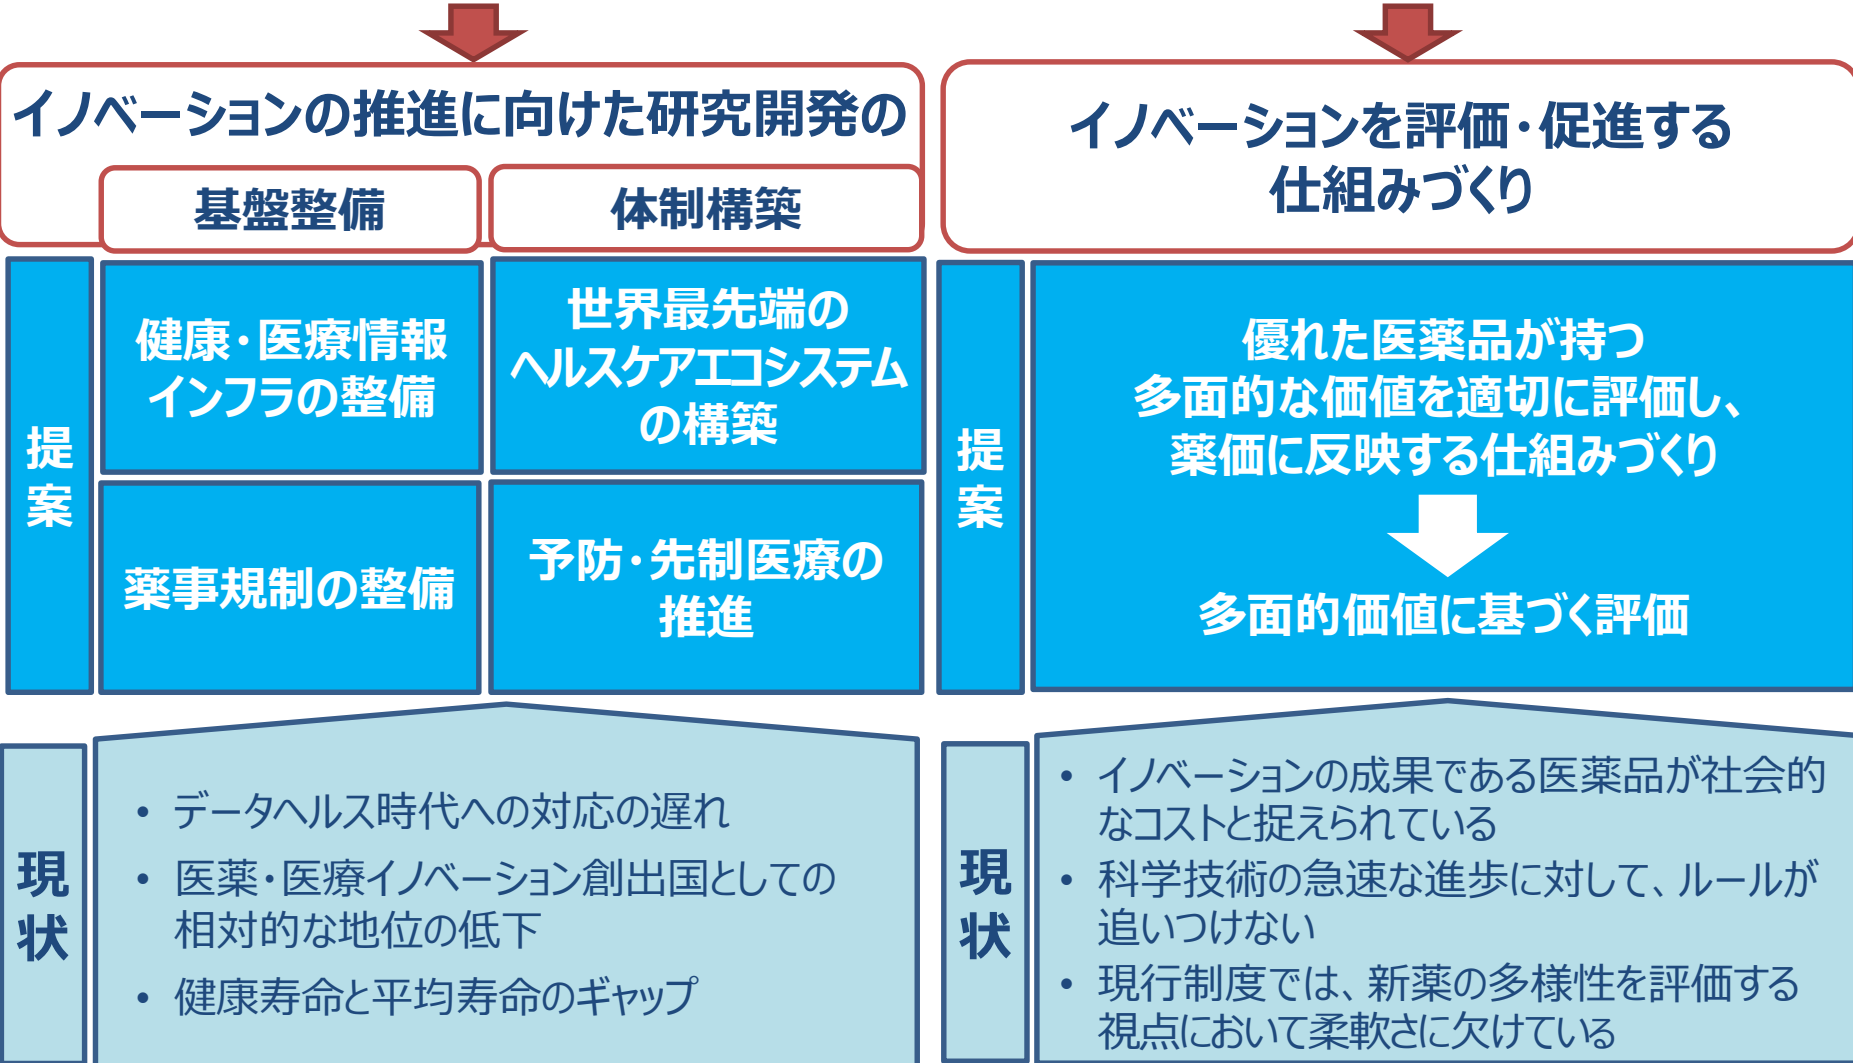 イノベーションの推進に向けた研究開発の
基盤整備
体制構築
提
案
健康・医療情報
インフラの整備
世界最先端の
ヘルスケアエコシステム
の構築
薬事規制の整備
予防・先制医療の
推進
現
状
• データヘルス時代への対応の遅れ
• 医薬・医療イノベーション創出国としての
相対的な地位の低下
• 健康寿命と平均寿命のギャップ
イノベーションを評価・促進する
仕組みづくり
提
案
優れた医薬品が持つ
多面的な価値を適切に評価し、
薬価に反映する仕組みづくり
多面的価値に基づく評価
現
状
• イノベーションの成果である医薬品が社会的
なコストと捉えられている
• 科学技術の急速な進歩に対して、ルールが
追いつけない
• 現行制度では、新薬の多様性を評価する
視点において柔軟さに欠けている